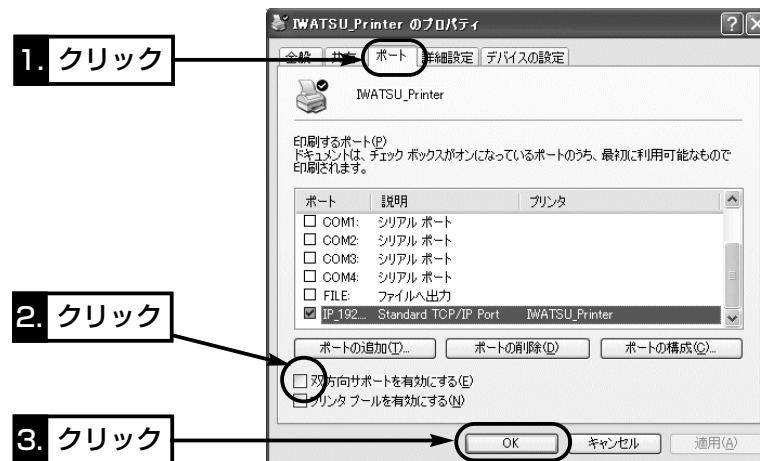 IWATSU_Printer のプロパティ
1. クリック
全般 共有 ポート 詳細設定 デバイスの設定
IWATSU_Printer
印刷するポート(P)
ドキュメントは、チェック ボックスがオンになっているポートのうち、最初に利用可能なもので
印刷されます。
ポート 説明 プリンタ
COM1: シリアル ポート
COM2: シリアル ポート
COM3: シリアル ポート
COM4: シリアル ポート
FILE: ファイルへ出力
IP_192... Standard TCP/IP Port IWATSU_Printer
2. クリック
ポートの追加(T)... ポートの削除(D) ポートの構成(C)...
双方向サポートを有効にする(E)
プリンタ プールを有効にする(N)
3. クリック
OK キャンセル 適用(A)